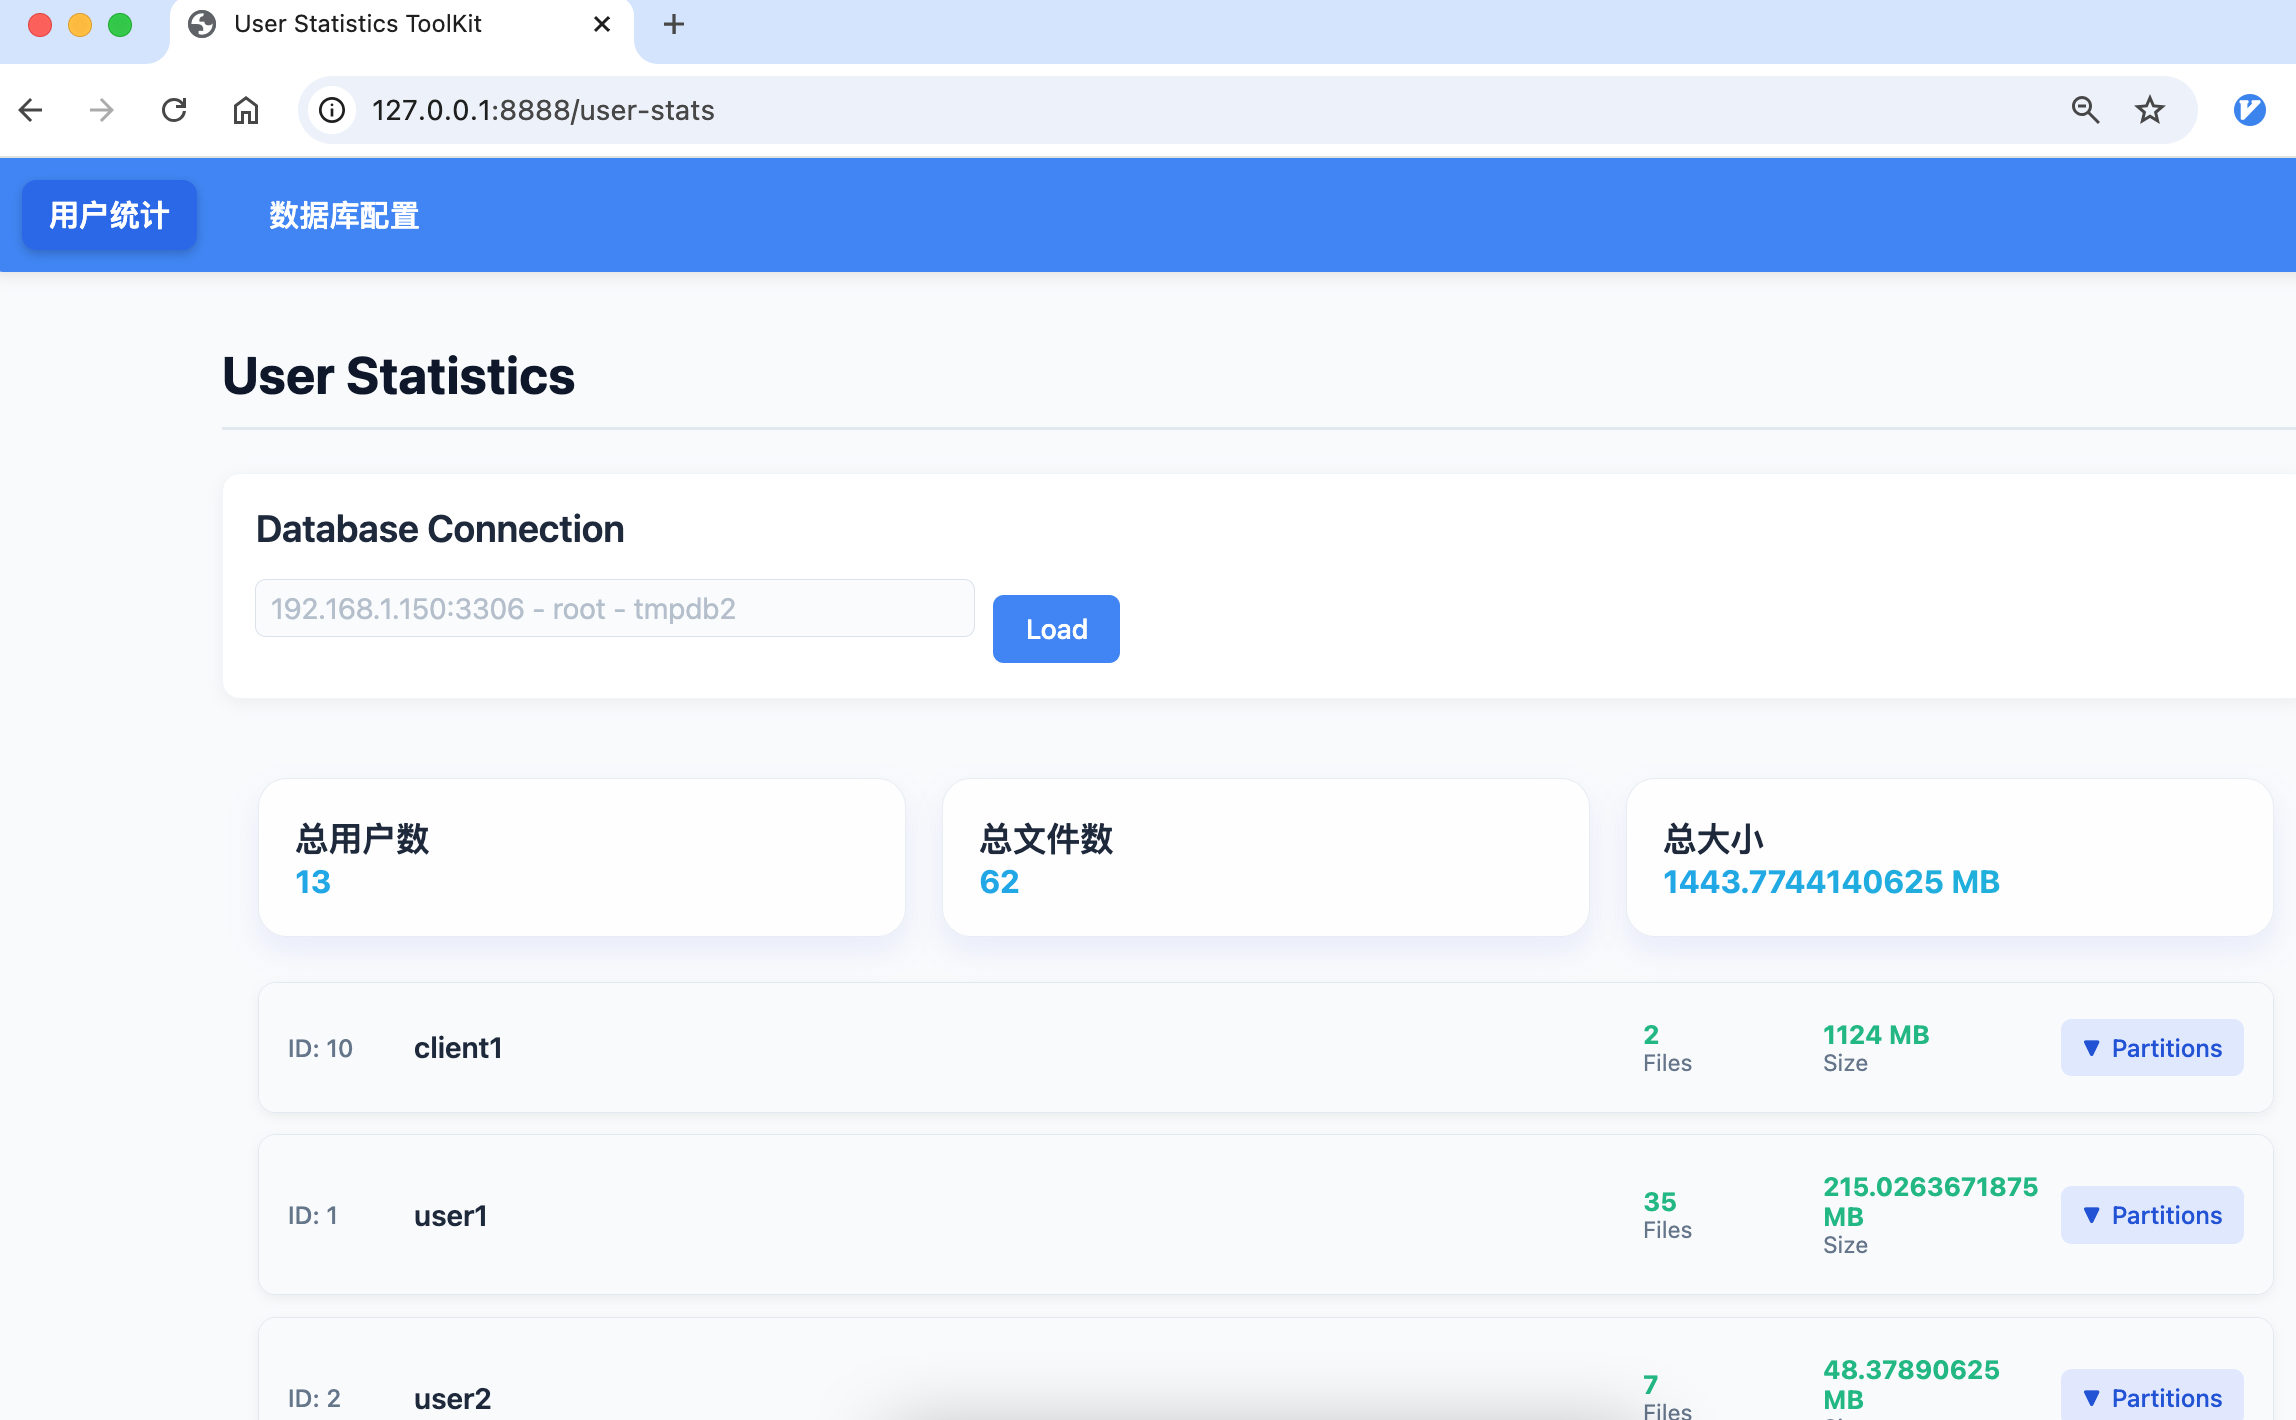 User Statistics ToolKit
127.0.0.1:8888/user-stats
用户统计
数据库配置
User Statistics
Database Connection
192.168.1.150:3306 - root - tmpdb2
Load
总用户数
13
总文件数
62
总大小
1443.7744140625 MB
ID: 10
client1
2
Files
1124 MB
Size
▼ Partitions
ID: 1
user1
35
Files
215.0263671875
MB
Size
▼ Partitions
ID: 2
user2
7
Files
48.37890625
MB
▼ Partitions